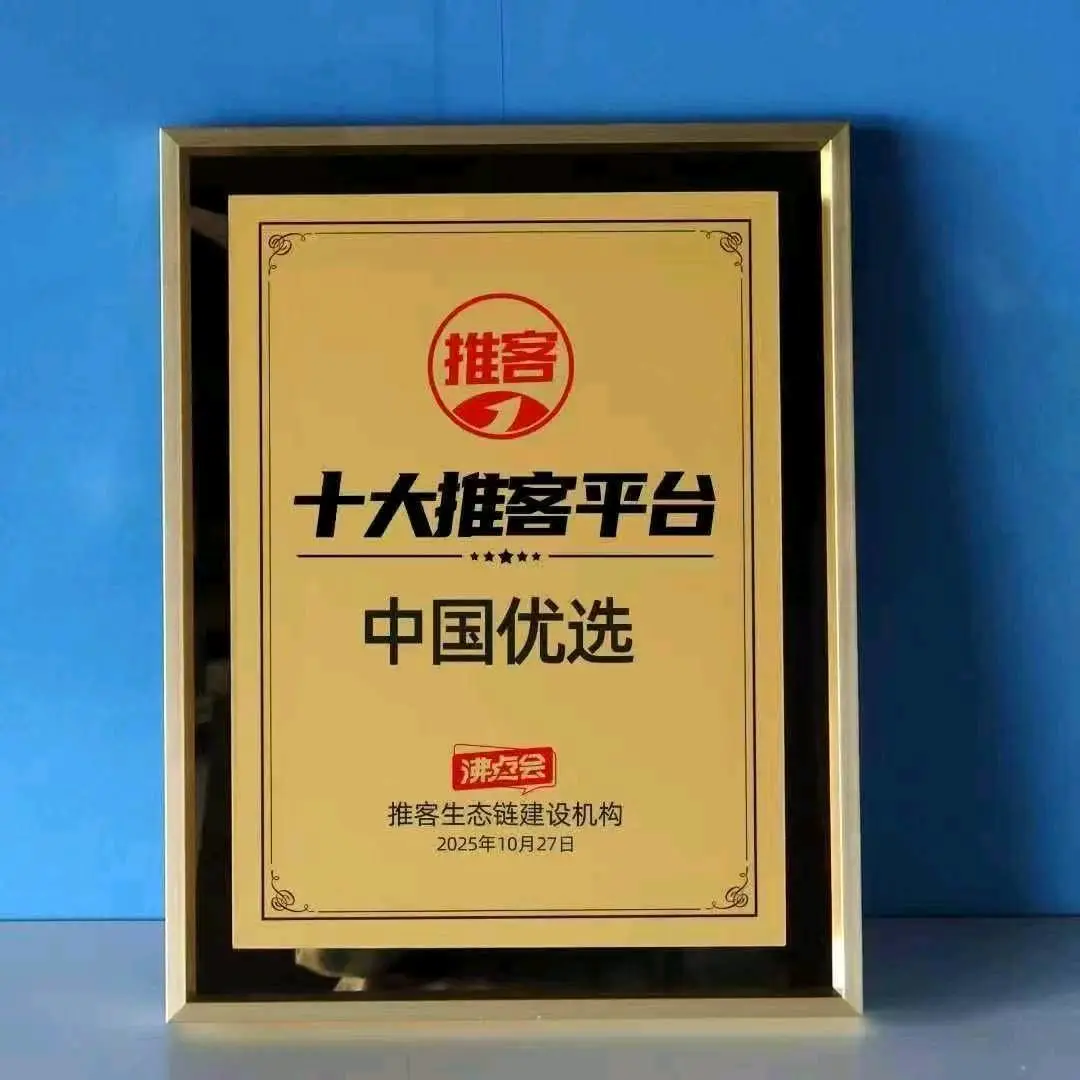 推客
十大推客平台
中国优选
沸点会
推客生态链建设机构
2025年10月27日